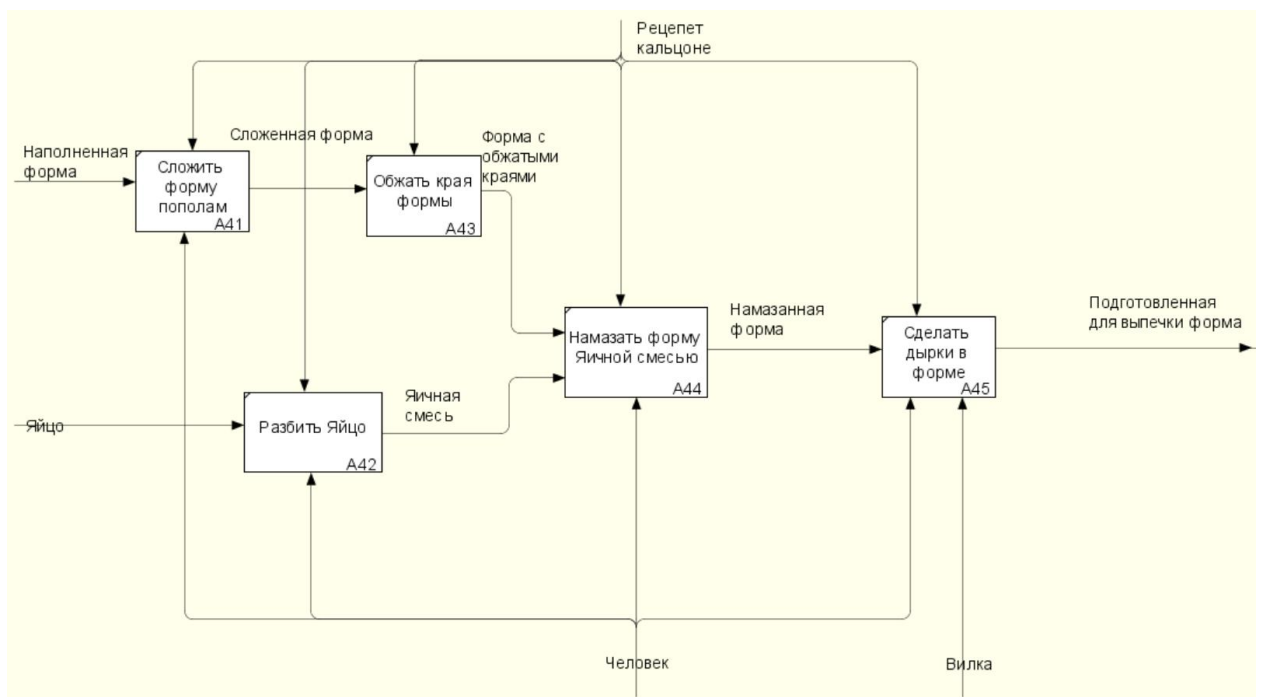 Рецепет
кальцоне
Наполненная
форма
Сложить
форму
пополам
A41
Сложенная форма
Обжать края
формы
A43
Форма с
обжатыми
краями
Намазать форму
Яичной смесью
A44
Намазанная
форма
Сделать
дырки в
форме
A45
Подготовленная
для выпечки форма
Яйцо
Разбить Яйцо
A42
Яичная
смесь
Человек
Вилка